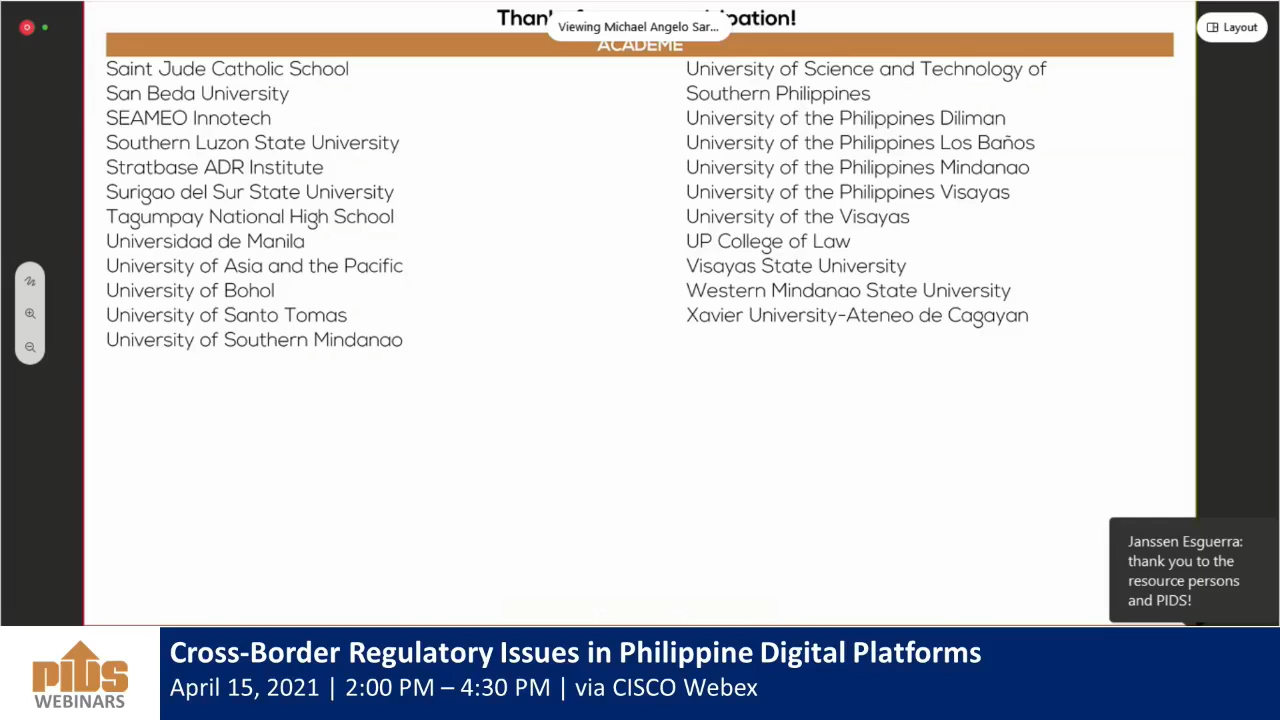 Than
ipation!
Viewing Michael Angelo Sar...
Layout
ACADEME
Saint Jude Catholic School
San Beda University
SEAMEO Innotech
Southern Luzon State University
Stratbase ADR Institute
Surigao del Sur State University
Tagumpay National High School
Universidad de Manila
University of Asia and the Pacific
University of Bohol
University of Santo Tomas
University of Southern Mindanao
University of Science and Technology of
Southern Philippines
University of the Philippines Diliman
University of the Philippines Los Baños
University of the Philippines Mindanao
University of the Philippines Visayas
University of the Visayas
UP College of Law
Visayas State University
Western Mindanao State University
Xavier University-Ateneo de Cagayan
Janssen Esguerra:
thank you to the
resource persons
and PIDS!
PIDS
WEBINARS
Cross-Border Regulatory Issues in Philippine Digital Platforms
April 15, 2021 | 2:00 PM – 4:30 PM | via CISCO Webex